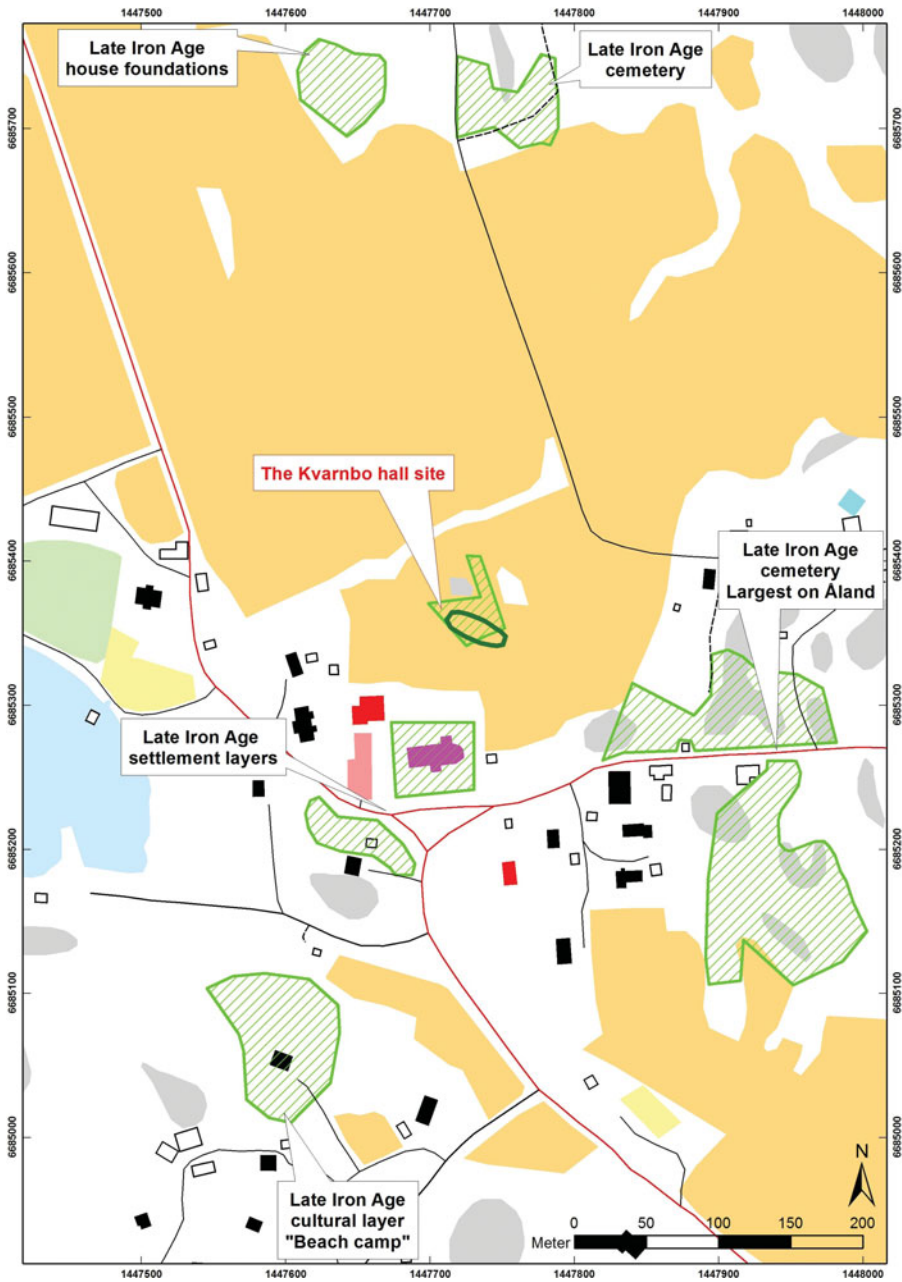 1447500 1447600 1447700 1447800 1447900 1448000
Late Iron Age
house foundations
Late Iron Age
cemetery
6685700 6685700
6685600 6685600
6685500 6685500
The Kvarnbo hall site
6685400 6685400
Late Iron Age
cemetery
Largest on Åland
6685300 6685300
Late Iron Age
settlement layers
6685200 6685200
6685100 6685100
6685000 6685000
N
Late Iron Age
cultural layer
"Beach camp"
0 50 100 150 200
Meter
1447500 1447600 1447700 1447800 1447900 1448000